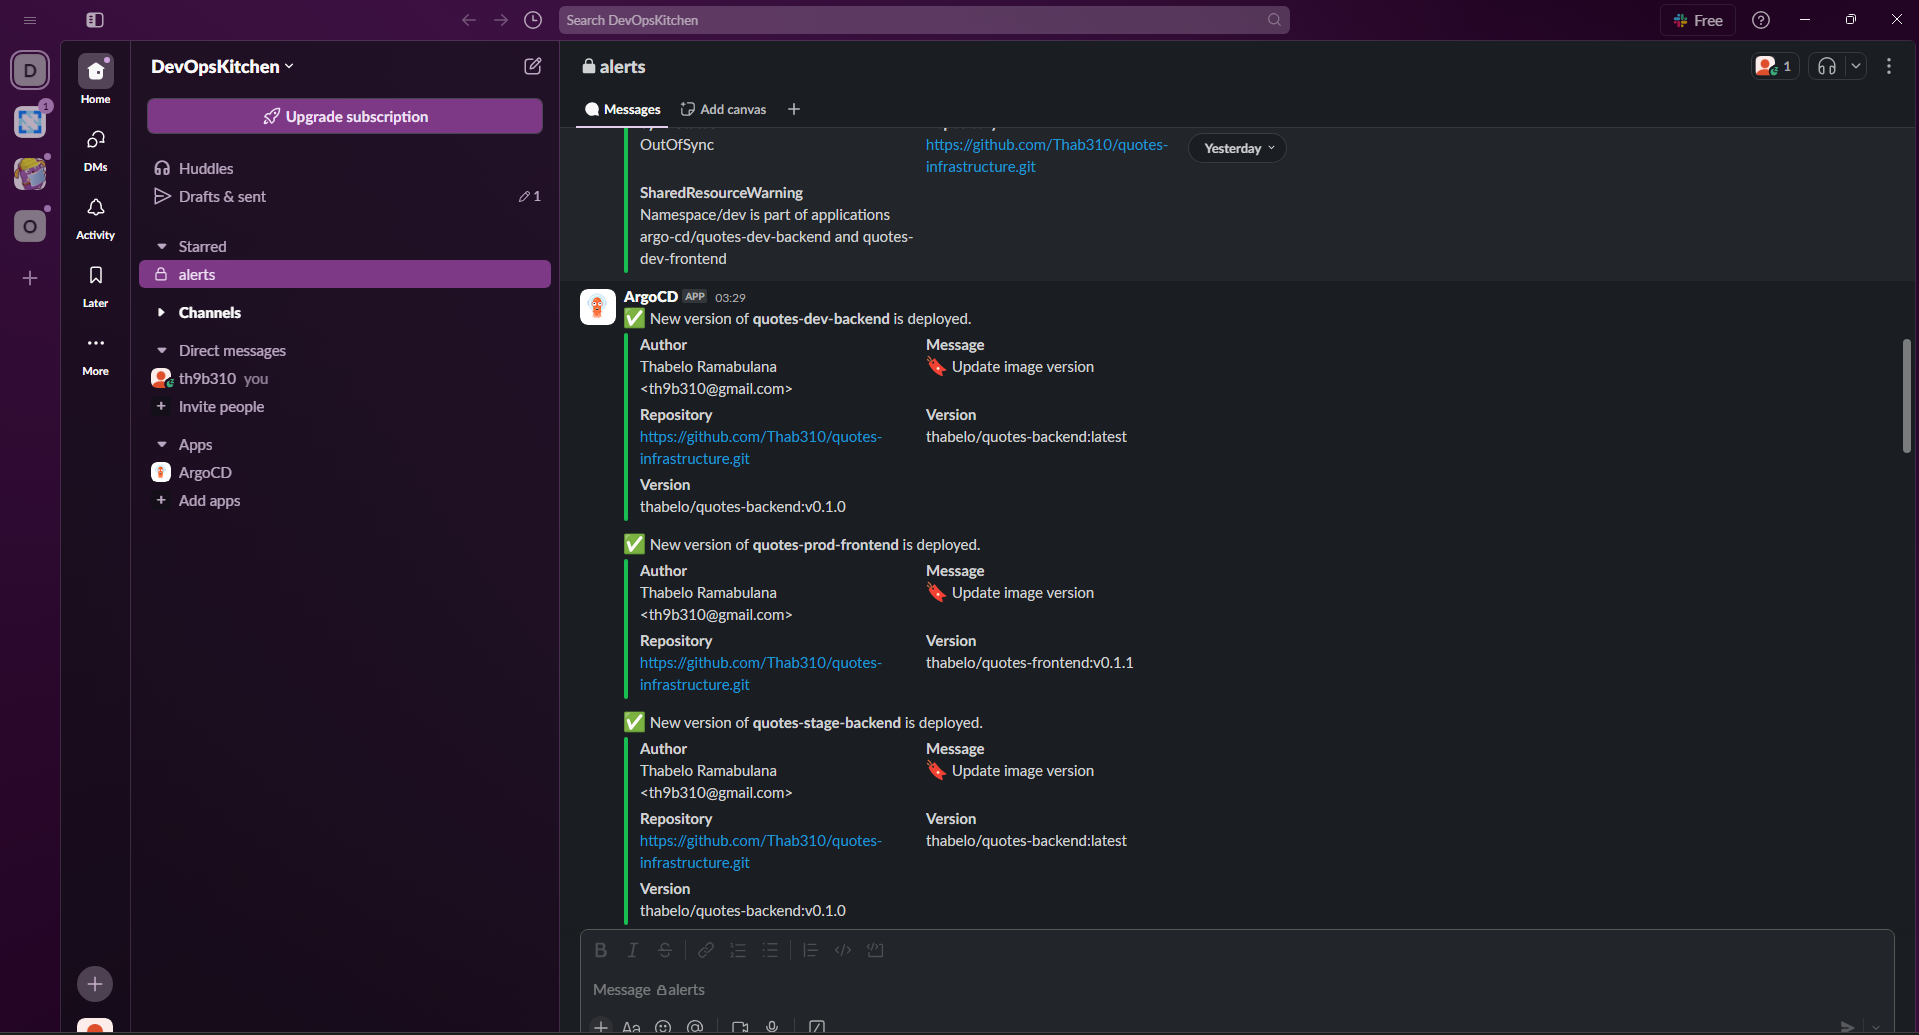 Search DevOpsKitchen
Free
D
DevOpsKitchen
alerts
1
Home
Upgrade subscription
Messages
Add canvas
1
DMs
Huddles
Drafts & sent
1
O
Activity
Starred
alerts
Later
Channels
More
Direct messages
th9b310 you
Invite people
Apps
ArgoCD
Add apps
Yesterday
OutOfSync
https://github.com/Thab310/quotes-
infrastructure.git
SharedResourceWarning
Namespace/dev is part of applications
argo-cd/quotes-dev-backend and quotes-
dev-frontend
ArgoCD APP 03:29
New version of quotes-dev-backend is deployed.
Author
Message
Thabelo Ramabulana
<th9b310@gmail.com>
Update image version
Repository
Version
https://github.com/Thab310/quotes-
infrastructure.git
thabelo/quotes-backend:latest
Version
thabelo/quotes-backend:v0.1.0
New version of quotes-prod-frontend is deployed.
Author
Message
Thabelo Ramabulana
<th9b310@gmail.com>
Update image version
Repository
Version
https://github.com/Thab310/quotes-
infrastructure.git
thabelo/quotes-frontend:v0.1.1
New version of quotes-stage-backend is deployed.
Author
Message
Thabelo Ramabulana
<th9b310@gmail.com>
Update image version
Repository
Version
https://github.com/Thab310/quotes-
infrastructure.git
thabelo/quotes-backend:latest
Version
thabelo/quotes-backend:v0.1.0
Message alerts
Aa